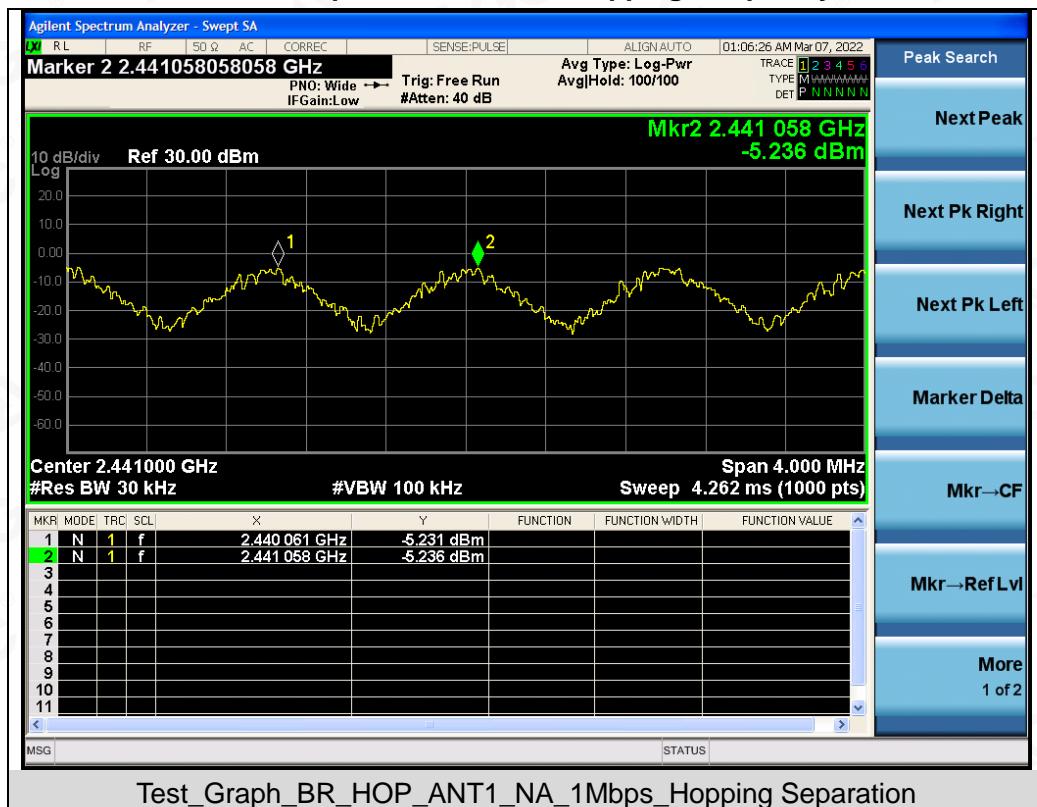 Agilent Spectrum Analyzer - Swept SA
LXI RL RF 50 Ω AC CORREC SENSE:PULSE ALIGN AUTO 01:06:26 AM Mar 07, 2022
Marker 2 2.441058058058 GHz
PNO: Wide
IFGain:Low
Trig: Free Run
#Atten: 40 dB
Avg Type: Log-Pwr
Avg|Hold: 100/100
TRACE 1 2 3 4 5 6
TYPE M
DET P N N N N N
Mkr2 2.441 058 GHz
-5.236 dBm
10 dB/div Ref 30.00 dBm
Log
20.0
10.0
0.00
-10.0
-20.0
-30.0
-40.0
-50.0
-60.0
1
2
Center 2.441000 GHz Span 4.000 MHz
#Res BW 30 kHz #VBW 100 kHz Sweep 4.262 ms (1000 pts)
MKR MODE TRC SCL X Y FUNCTION FUNCTION WIDTH FUNCTION VALUE
1 N 1 f 2.440 061 GHz -5.231 dBm
2 N 1 f 2.441 058 GHz -5.236 dBm
3
4
5
6
7
8
9
10
11
MSG STATUS
Peak Search
Next Peak
Next Pk Right
Next Pk Left
Marker Delta
Mkr→CF
Mkr→Ref Lvl
More
1 of 2
Test_Graph_BR_HOP_ANT1_NA_1Mbps_Hopping Separation